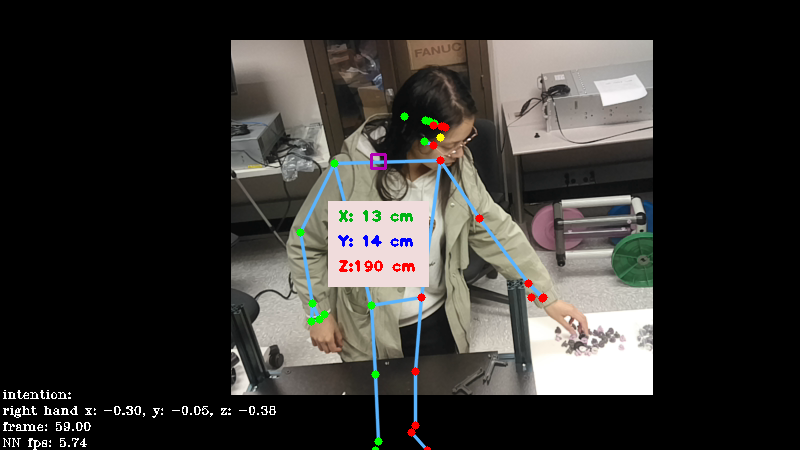 FANUC
X: 13 cm
Y: 14 cm
Z:190 cm
intention:
right hand x: -0.30, y: -0.05, z: -0.38
frame: 59.00
NN fps: 5.74